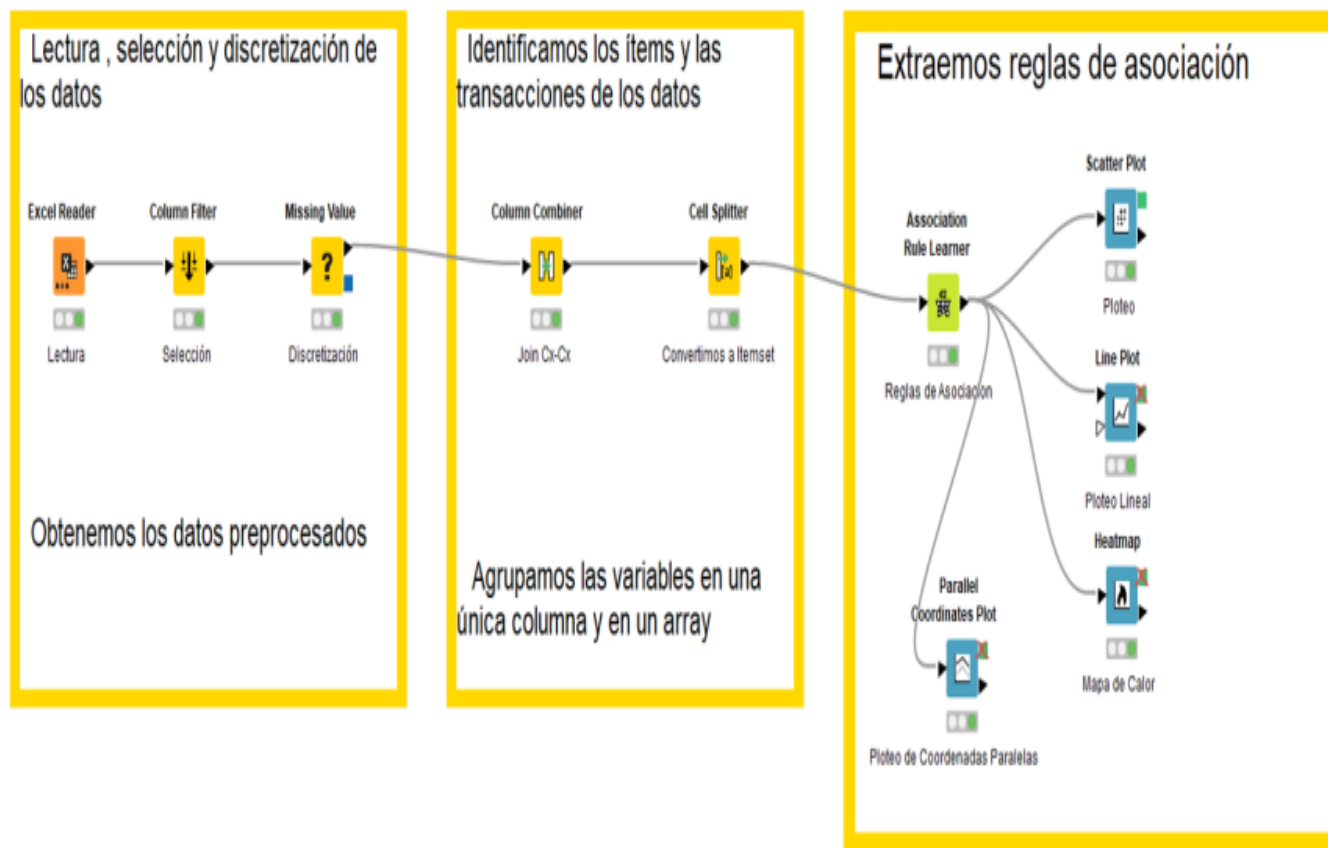 Lectura , selección y discretización de
los datos
Excel Reader
Column Filter
Missing Value
?
Lectura
Selección
Discretización
Obtenemos los datos preprocesados
Identificamos los ítems y las
transacciones de los datos
Column Combiner
Cell Splitter
Join Cx-Cx
Convertimos a Itemset
Agrupamos las variables en una
única columna y en un array
Extraemos reglas de asociación
Association
Rule Learner
Reglas de Asociacion
Scatter Plot
Ploteo
Line Plot
Ploteo Lineal
Heatmap
Mapa de Calor
Parallel
Coordinates Plot
Ploteo de Coordenadas Paralelas